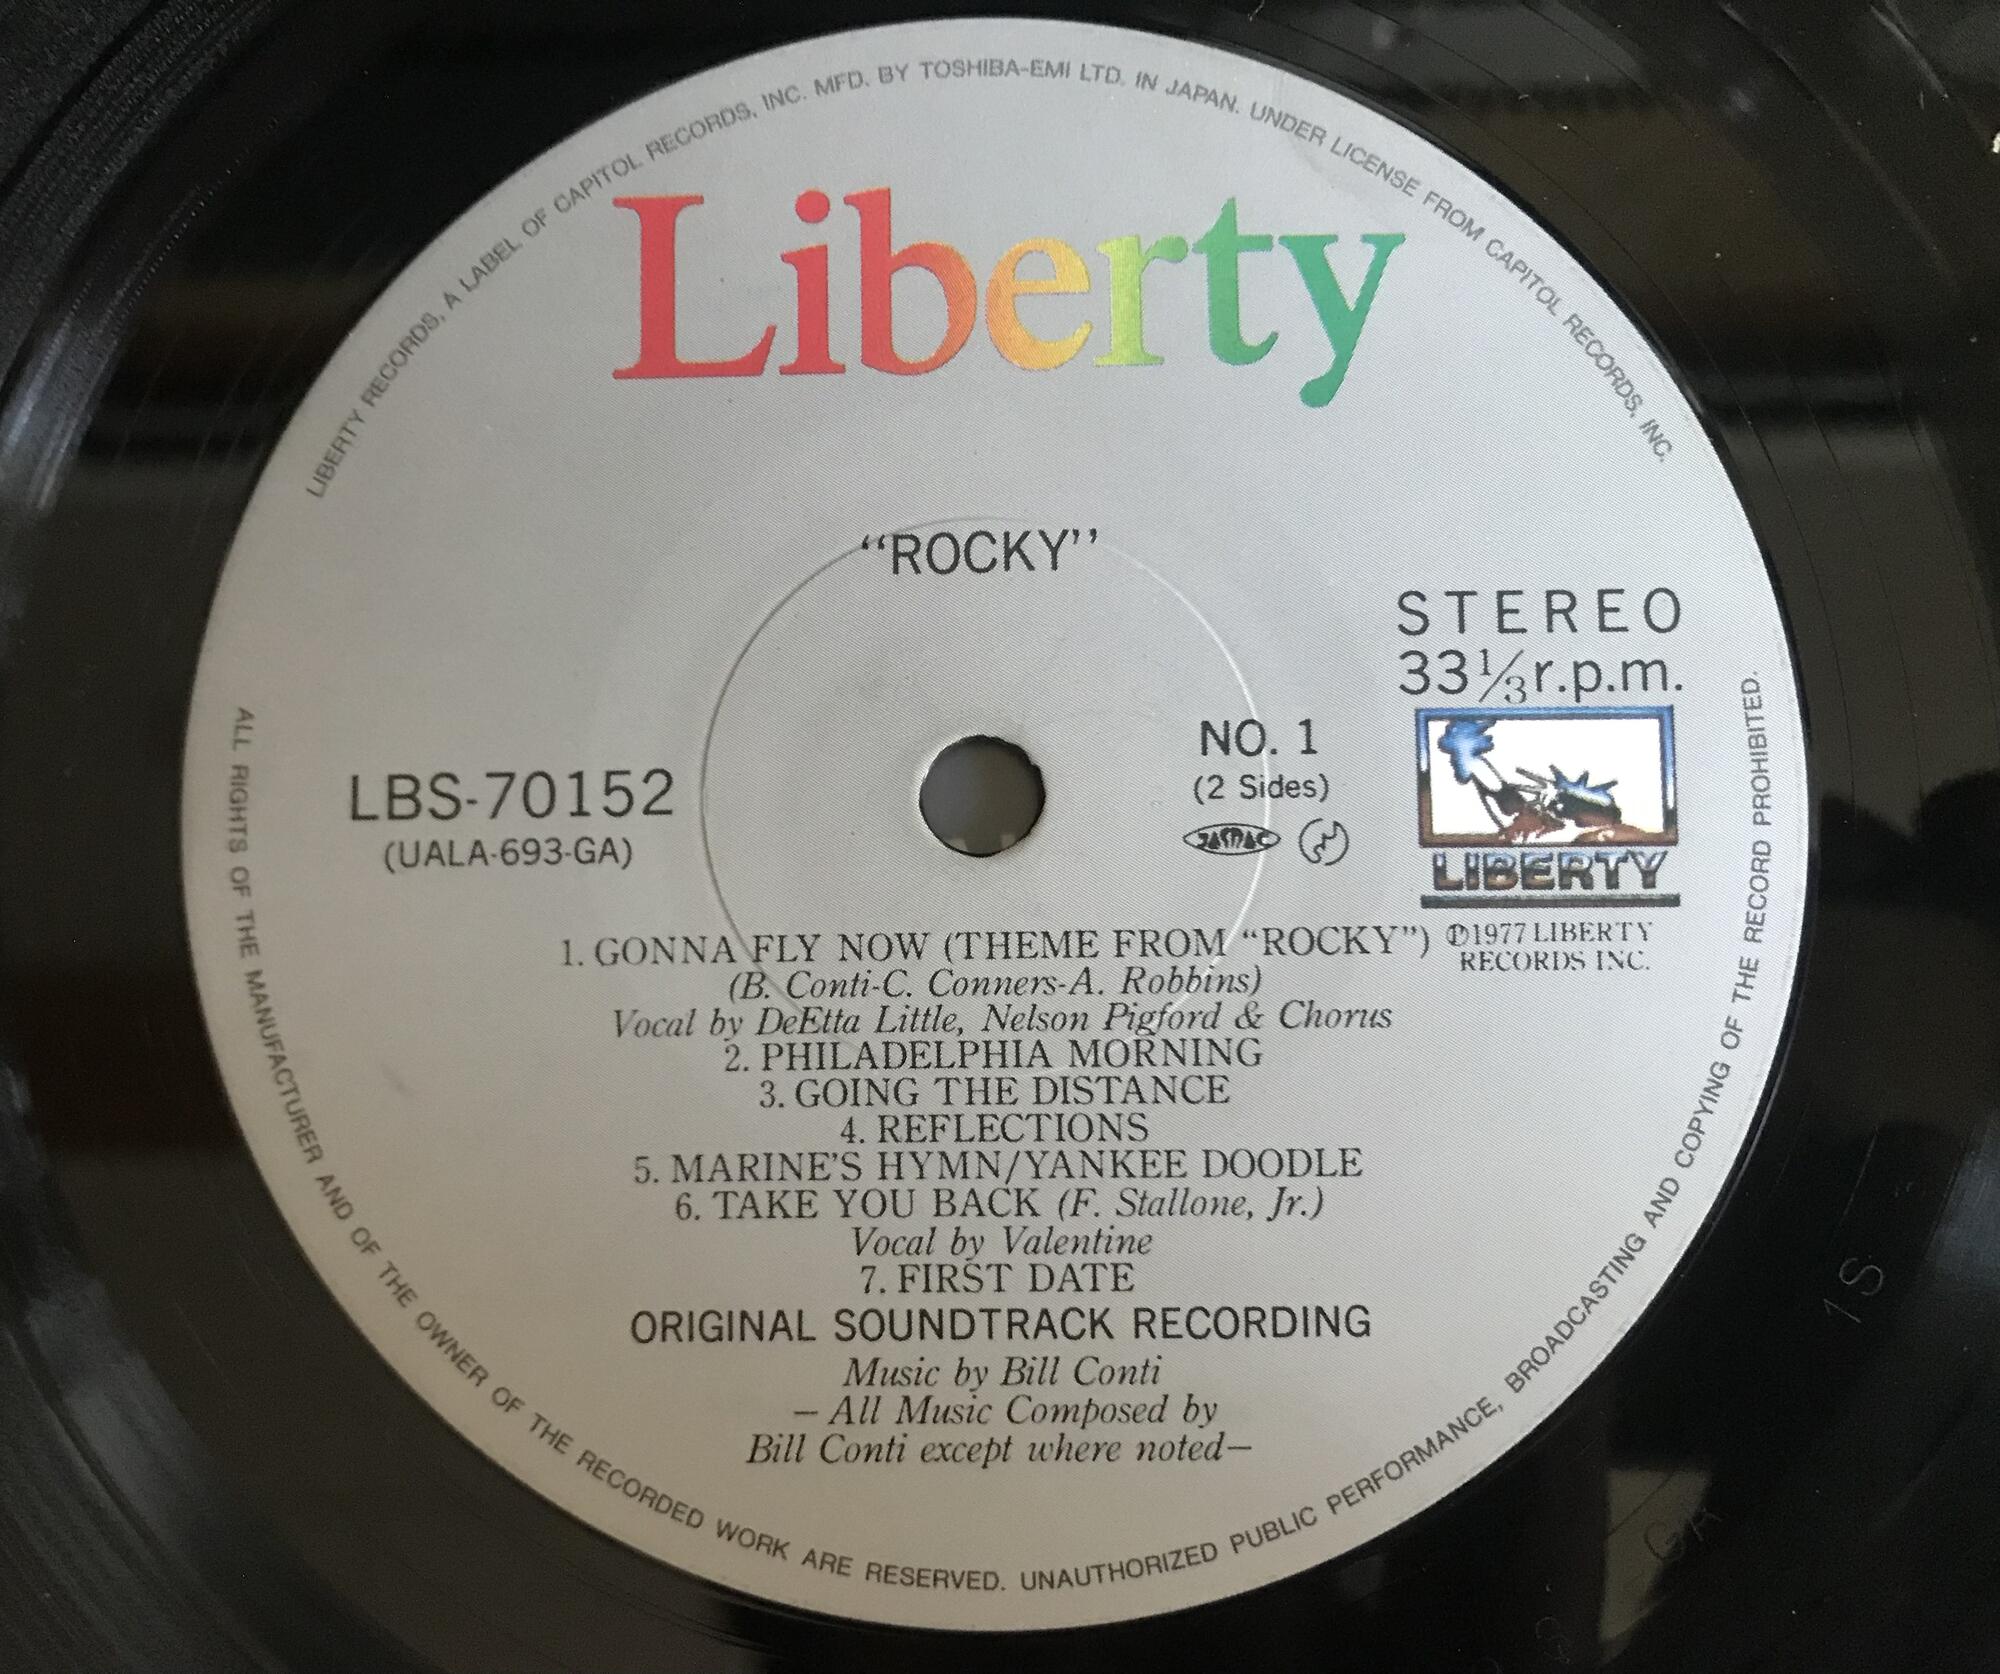 LIBERTY RECORDS, A LABEL OF CAPITOL RECORDS, INC. MFD. BY TOSHIBA-EMI LTD. IN JAPAN. UNDER LICENSE FROM CAPITOL RECORDS, INC.
Liberty
“ROCKY”
STEREO
33⅓r.p.m.
NO. 1
(2 Sides)
JASRAC
LBS-70152
(UALA-693-GA)
LIBERTY
℗1977 LIBERTY
RECORDS INC.
1. GONNA FLY NOW (THEME FROM “ROCKY”)
(B. Conti-C. Conners-A. Robbins)
Vocal by DeEtta Little, Nelson Pigford & Chorus
2. PHILADELPHIA MORNING
3. GOING THE DISTANCE
4. REFLECTIONS
5. MARINE'S HYMN/YANKEE DOODLE
6. TAKE YOU BACK (F. Stallone, Jr.)
Vocal by Valentine
7. FIRST DATE
ORIGINAL SOUNDTRACK RECORDING
Music by Bill Conti
– All Music Composed by
Bill Conti except where noted–
ALL RIGHTS OF THE MANUFACTURER AND OF THE OWNER OF THE RECORDED WORK ARE RESERVED. UNAUTHORIZED PUBLIC PERFORMANCE, BROADCASTING AND COPYING OF THE RECORD PROHIBITED.
1S